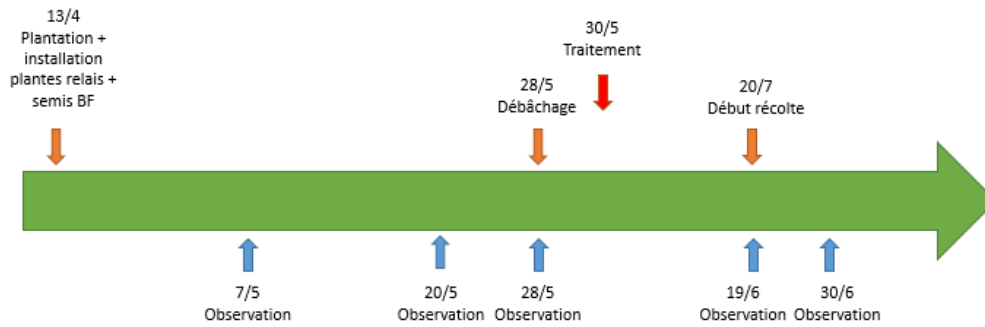 13/4
Plantation +
installation
plantes relais +
semis BF
30/5
Traitement
28/5
Débâchage
20/7
Début récolte
7/5
Observation
20/5
Observation
28/5
Observation
19/6
Observation
30/6
Observation